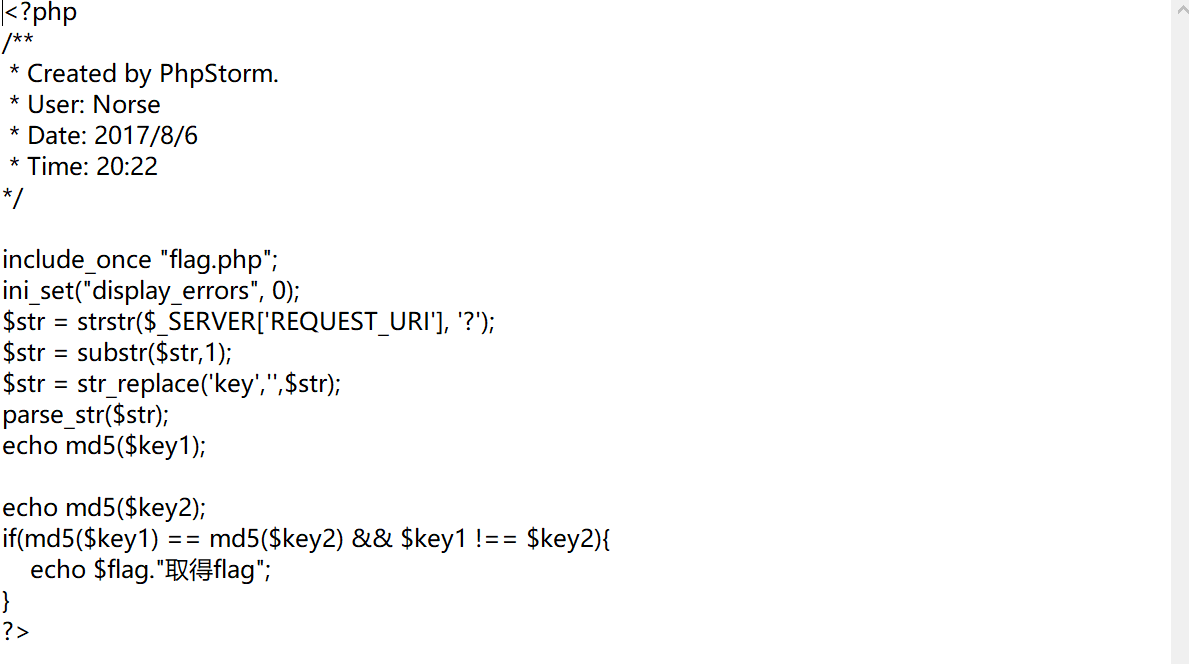 <?php
/**
 * Created by PhpStorm.
 * User: Norse
 * Date: 2017/8/6
 * Time: 20:22
*/
include_once "flag.php";
ini_set("display_errors", 0);
$str = strstr($_SERVER['REQUEST_URI'], '?');
$str = substr($str,1);
$str = str_replace('key','',$str);
parse_str($str);
echo md5($key1);
echo md5($key2);
if(md5($key1) == md5($key2) && $key1 !== $key2){
    echo $flag."取得flag";
}
?>